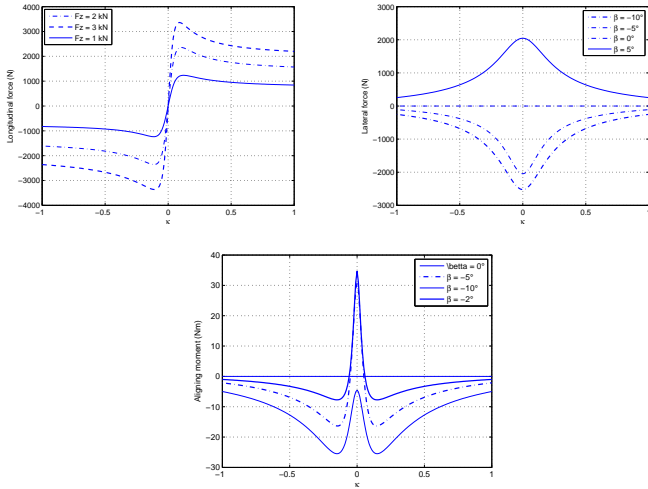 4000
3000
2000
1000
0
−1000
−2000
−3000
−4000
−1
−0.5
0
0.5
1
κ
Longitudinal force (N)
Fz = 2 kN
Fz = 3 kN
Fz = 1 kN
3000
2000
1000
0
−1000
−2000
3000
−1
−0.5
0
0.5
1
κ
Lateral force (N)
β = −10°
β = −5°
β = 0°
β = 5°
40
30
20
10
0
−10
−20
30
−1
−0.5
0
0.5
1
κ
Aligning moment (Nm)
\betta = 0°
β = −5°
β = −10°
β = −2°